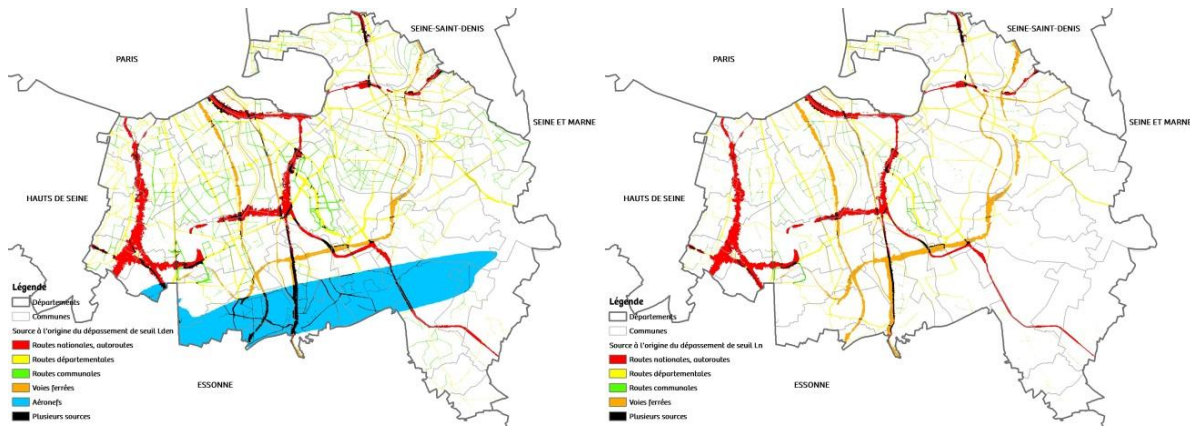 SEINE-SAINT-DENIS
PARIS
SEINE ET MARNE
HAUTS DE SEINE
ESSONNE
Légende
Départements
Communes
Source à l'origine du dépassement de seuil Lden
Routes nationales, autoroutes
Routes départementales
Routes communales
Voies ferrées
Aéronefs
Plusieurs sources
SEINE-SAINT-DENIS
PARIS
SEINE ET MARNE
HAUTS DE SEINE
ESSONNE
Légende
Départements
Communes
Source à l'origine du dépassement de seuil Ln
Routes nationales, autoroutes
Routes départementales
Routes communales
Voies ferrées
Plusieurs sources